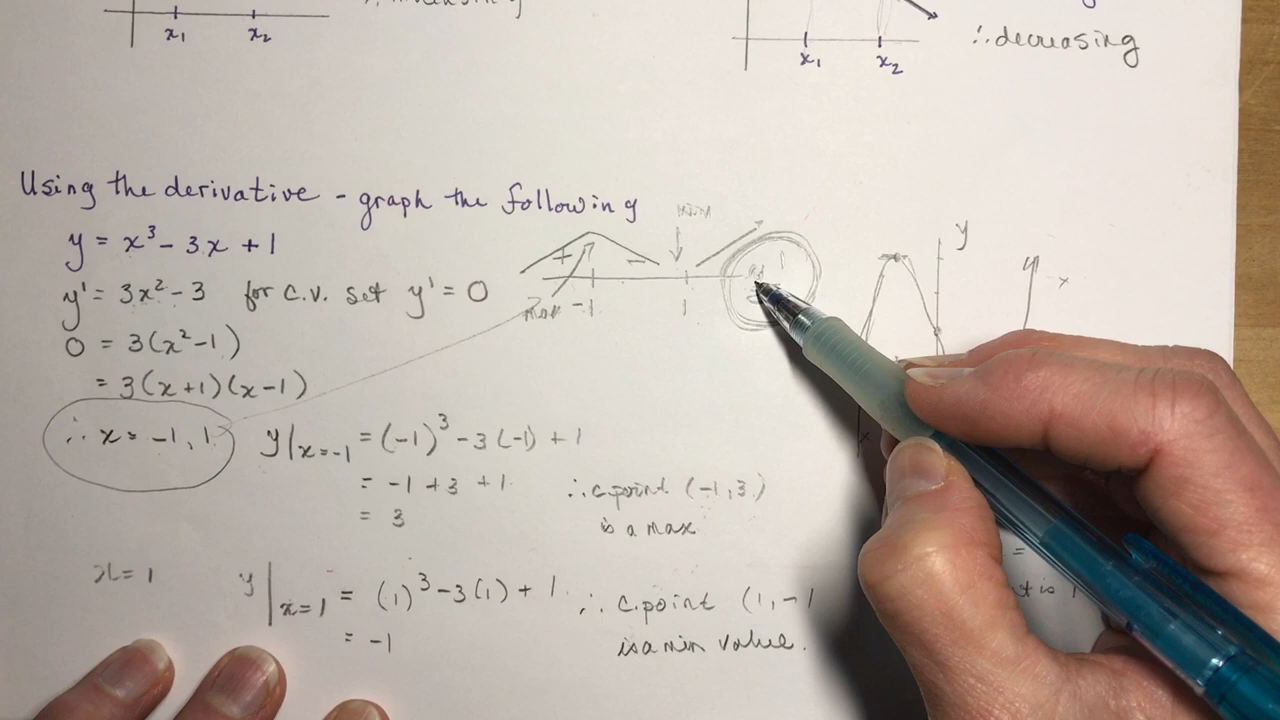 x₁ x₂
x₁ x₂
∴decreasing
Using the derivative - graph the following
y = x³ - 3x + 1
y' = 3x² - 3 for c.v. set y' = 0
0 = 3(x² - 1)
= 3(x+1)(x-1)
∴ x = -1, 1
+ -
min
max -1 1
y
x
x
y|x=-1 = (-1)³ - 3(-1) + 1
= -1 + 3 + 1
= 3
∴ c.point (-1, 3)
is a max
x = 1
y|x=1 = (1)³ - 3(1) + 1
= -1
∴ c.point (1, -1
is a min value.